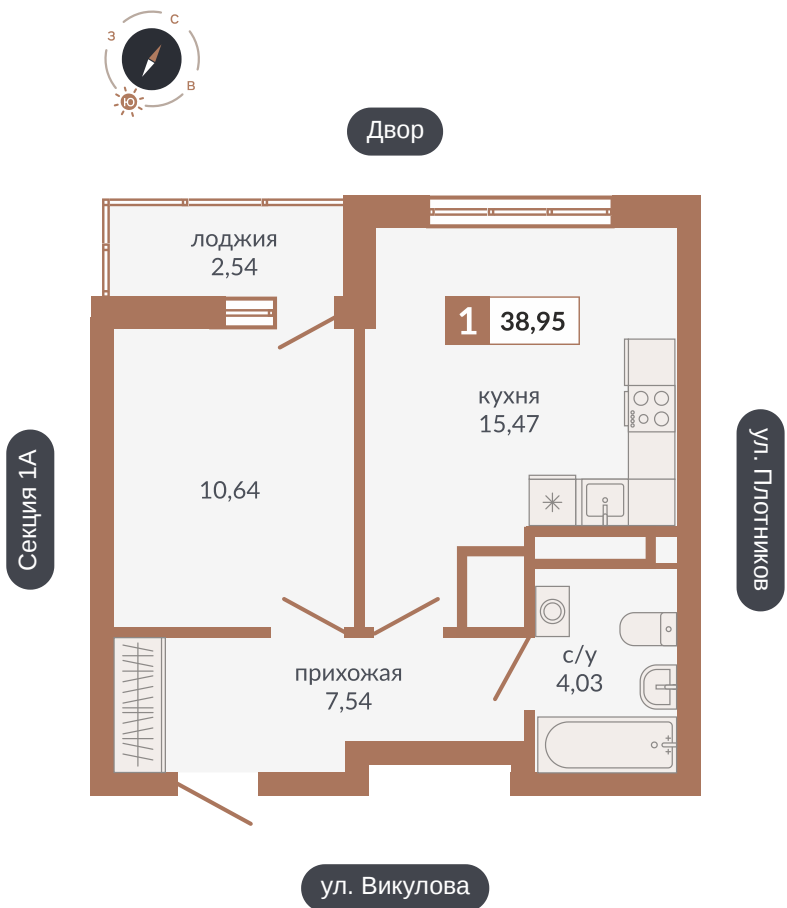 С
З
В
Ю
Двор
лоджия
2,54
1 38,95
кухня
15,47
Секция 1А
ул. Плотников
10,64
с/у
4,03
прихожая
7,54
ул. Викулова